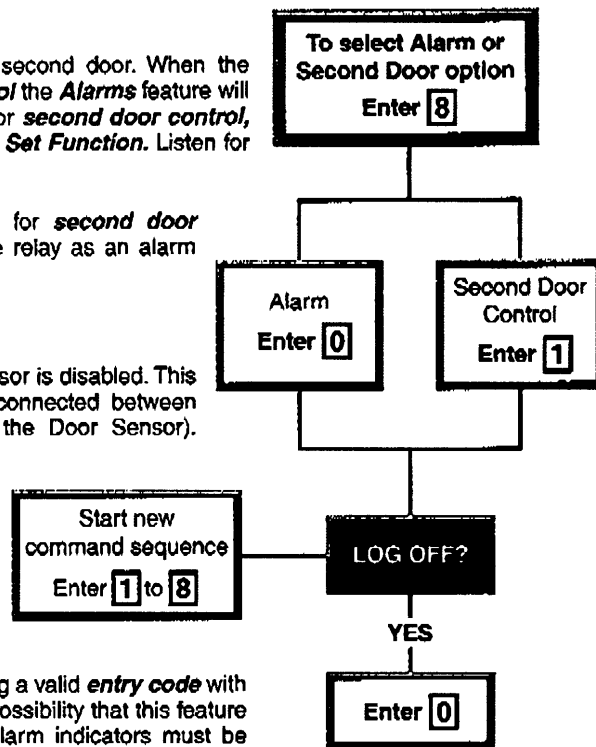 second door. When the
ol the Alarms feature will
or second door control,
Set Function. Listen for
for second door
e relay as an alarm
sor is disabled. This
connected between
the Door Sensor).
g a valid entry code with
ossibility that this feature
larm indicators must be
To select Alarm or
Second Door option
Enter 8
Alarm
Enter 0
Second Door
Control
Enter 1
Start new
command sequence
Enter 1 to 8
LOG OFF?
YES
Enter 0